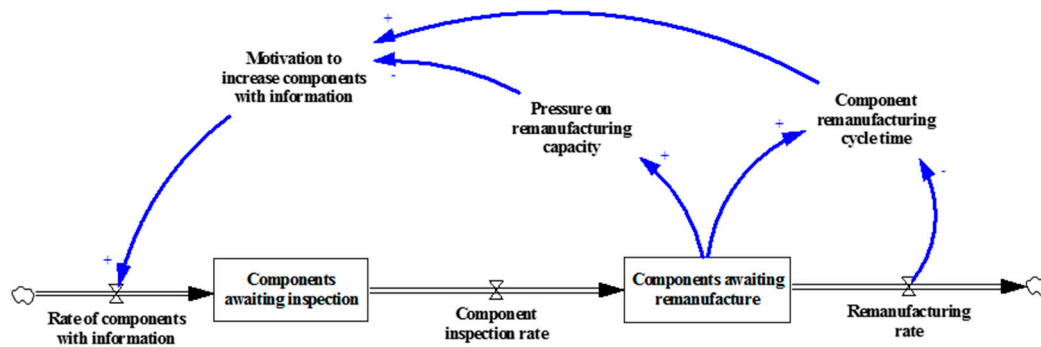 +
Motivation to
increase components
with information
-
Pressure on
remanufacturing
capacity
+
Component
remanufacturing
cycle time
+
-
+
Components
awaiting inspection
Components awaiting
remanufacture
Rate of components
with information
Component
inspection rate
Remanufacturing
rate